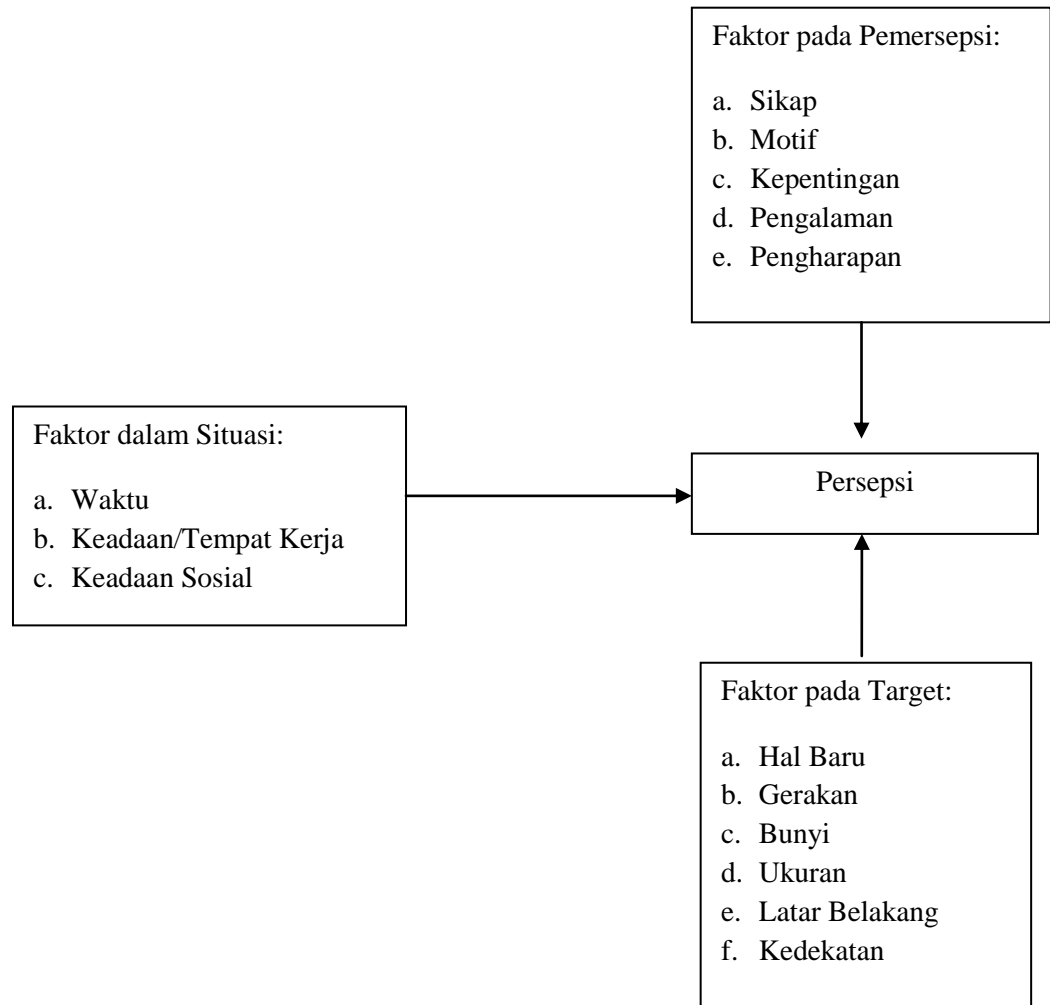 Faktor pada Pemersepsi:
a. Sikap
b. Motif
c. Kepentingan
d. Pengalaman
e. Pengharapan
Faktor dalam Situasi:
a. Waktu
b. Keadaan/Tempat Kerja
c. Keadaan Sosial
Persepsi
Faktor pada Target:
a. Hal Baru
b. Gerakan
c. Bunyi
d. Ukuran
e. Latar Belakang
f. Kedekatan